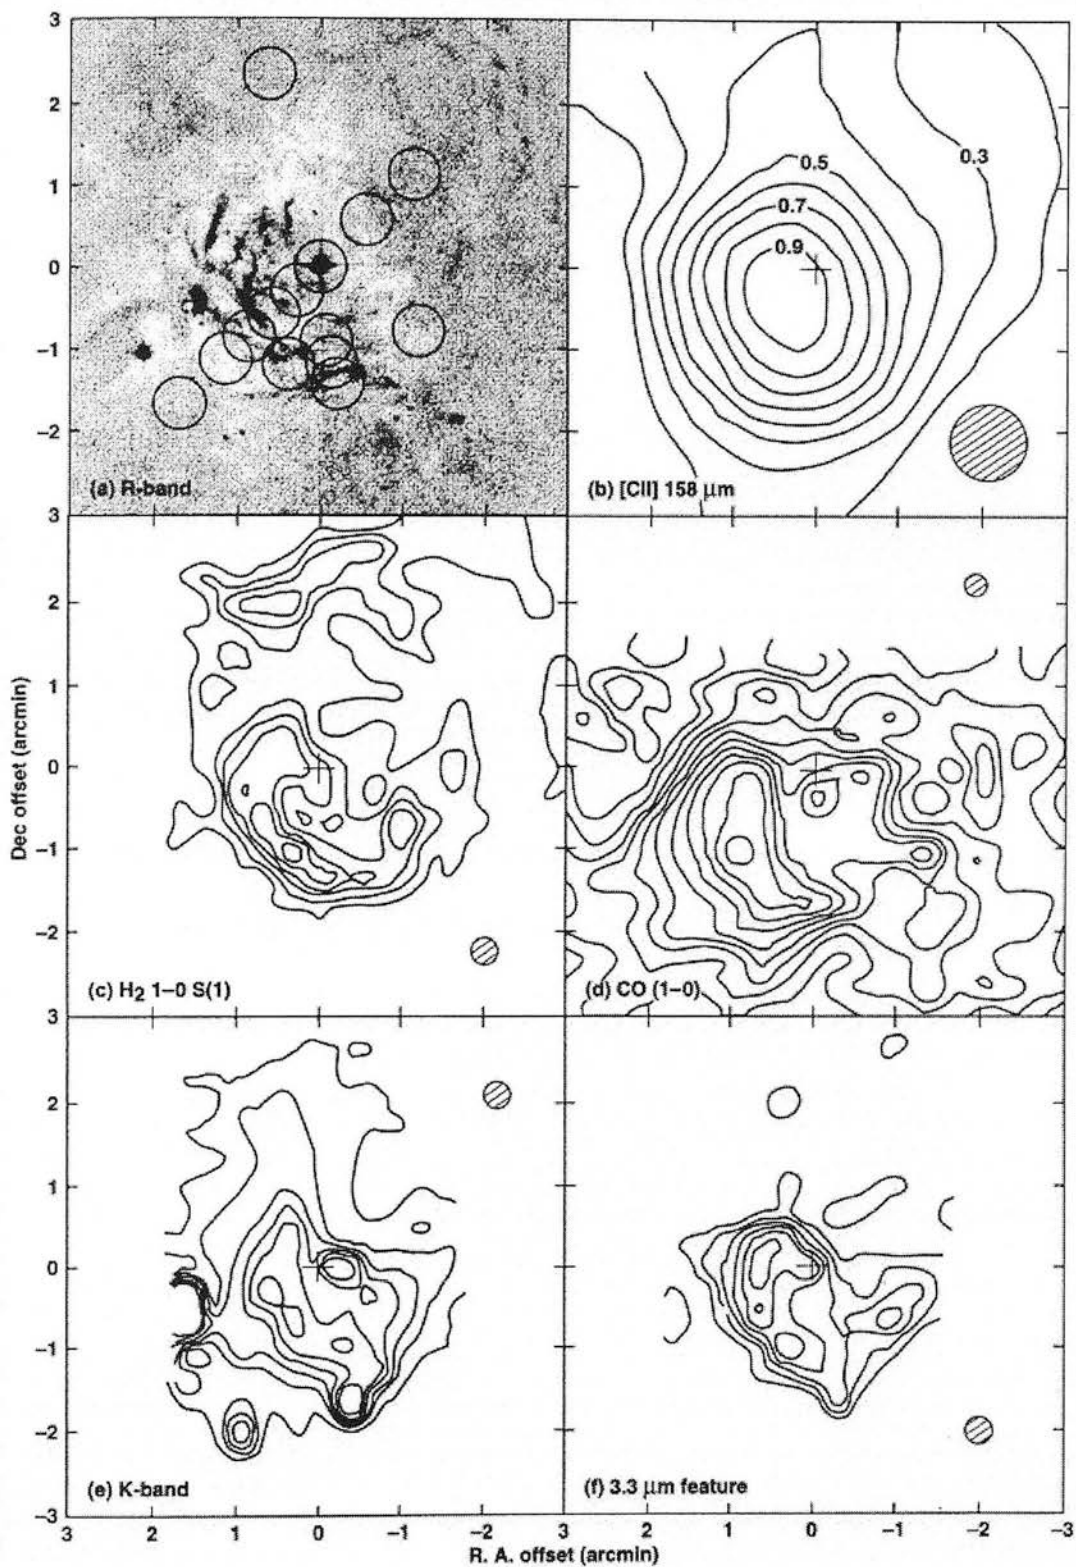 3
2
1
0
−1
−2
(a) R-band
0.5
0.7
0.9
0.3
(b) [CII] 158 μm
3
2
1
0
−1
−2
Dec offset (arcmin)
(c) H2 1–0 S(1)
(d) CO (1–0)
3
2
1
0
−1
−2
−3
(e) K-band
(f) 3.3 μm feature
3 2 1 0 −1 −2 3 2 1 0 −1 −2 −3
R. A. offset (arcmin)